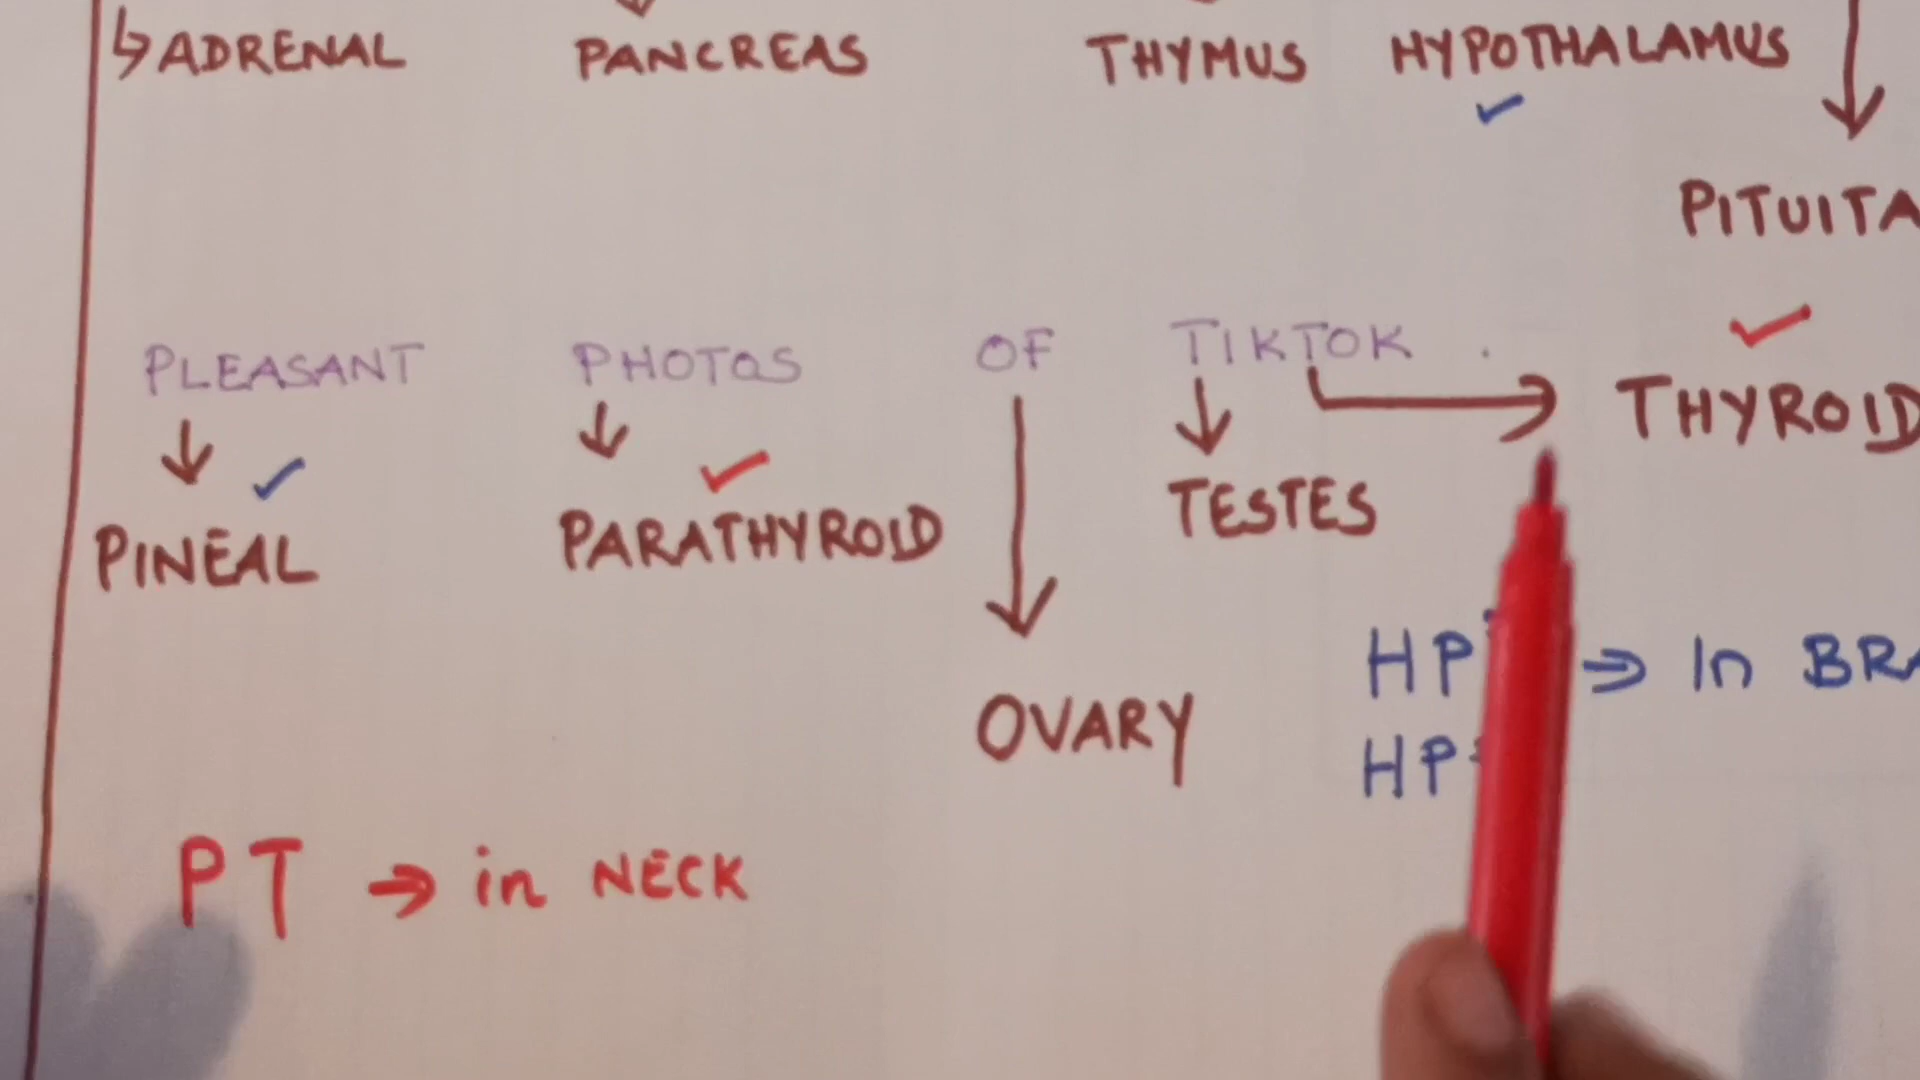 ADRENAL PANCREAS THYMUS HYPOTHALAMUS
PITUITA
PLEASANT PHOTOS OF TIKTOK .
THYROID
PINEAL PARATHYROID TESTES
OVARY
HP → In BRA
HP
PT → in NECK